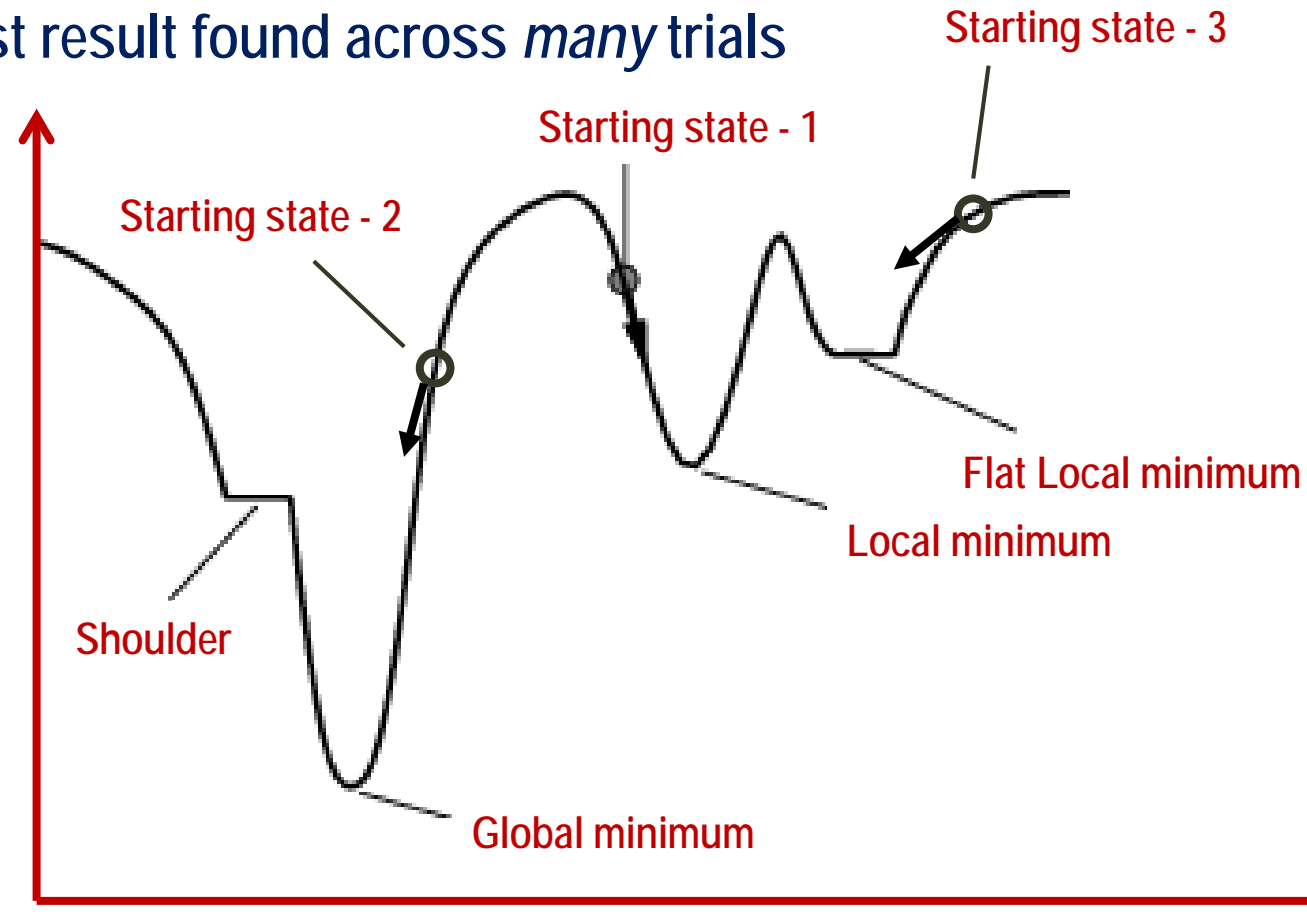 st result found across many trials
Starting state - 3
Starting state - 1
Starting state - 2
Flat Local minimum
Local minimum
Shoulder
Global minimum